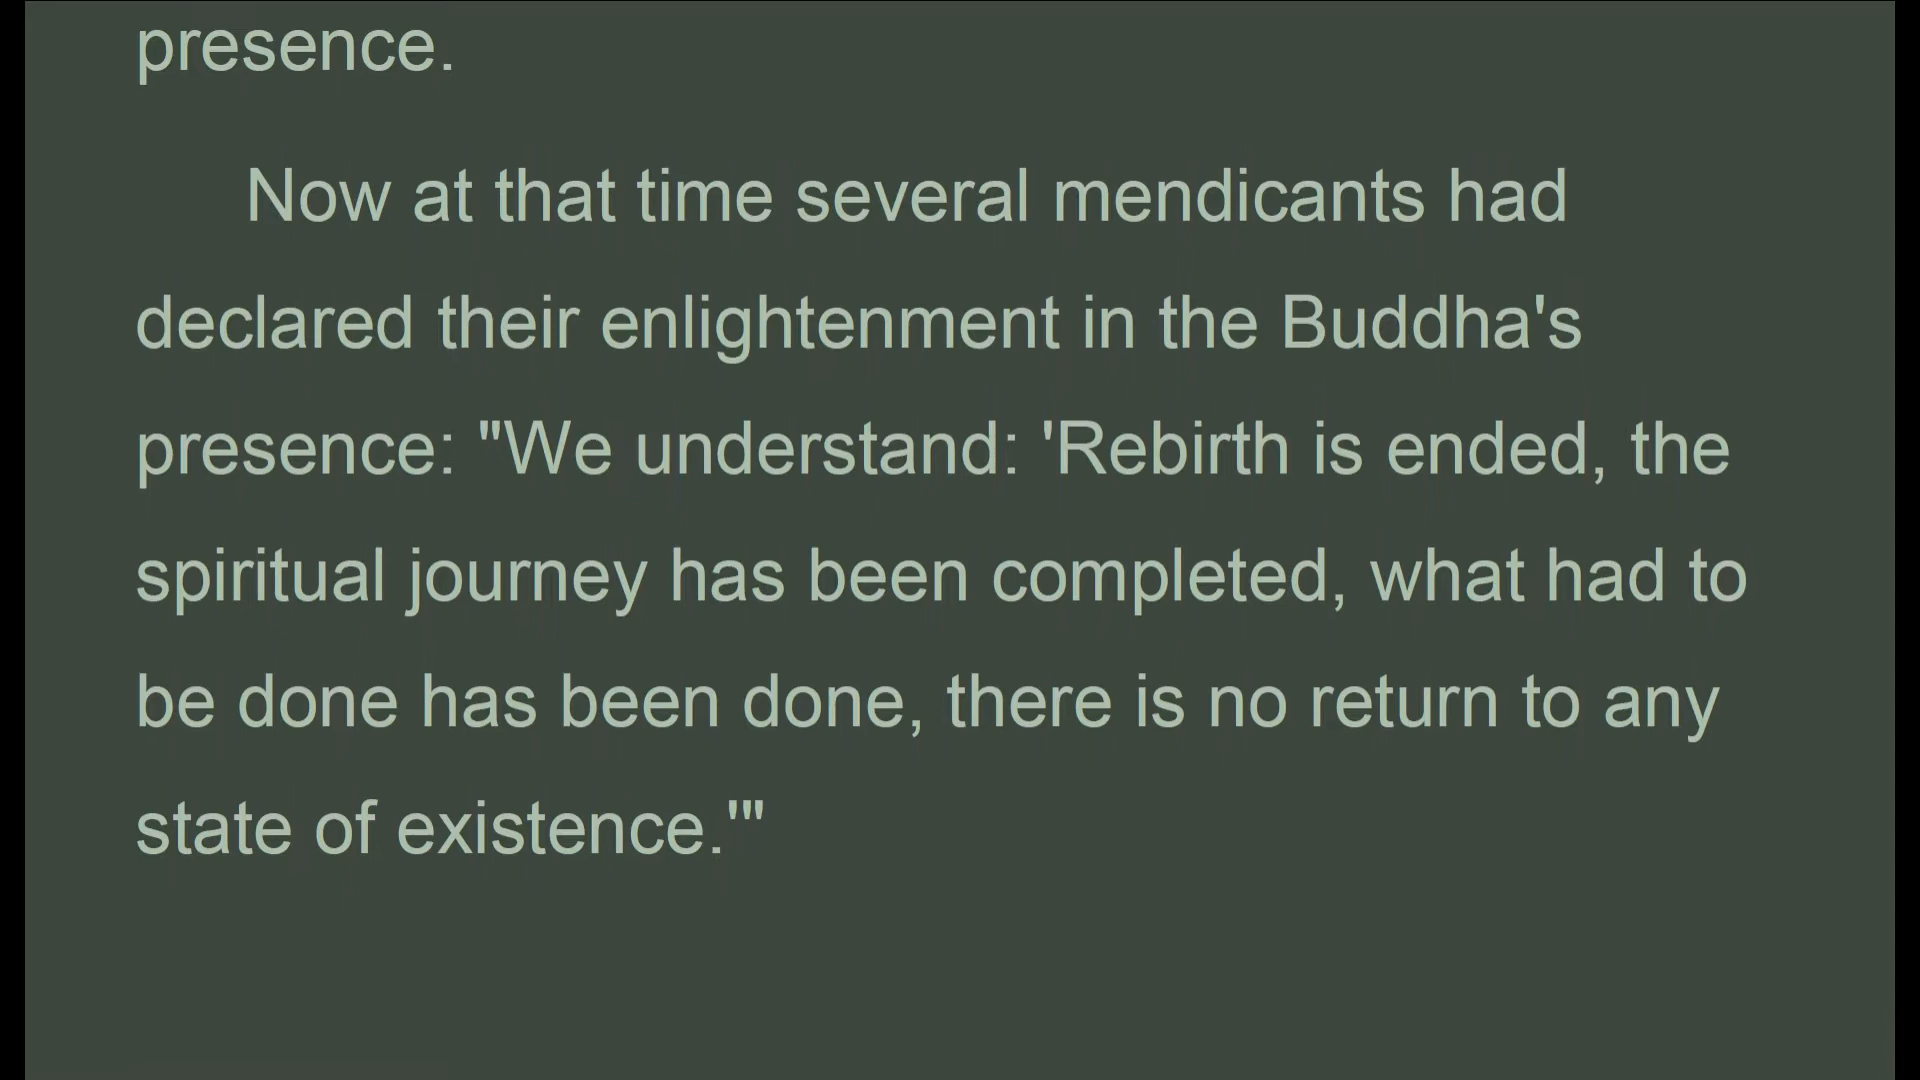 presence.
Now at that time several mendicants had
declared their enlightenment in the Buddha's
presence: "We understand: 'Rebirth is ended, the
spiritual journey has been completed, what had to
be done has been done, there is no return to any
state of existence.'"